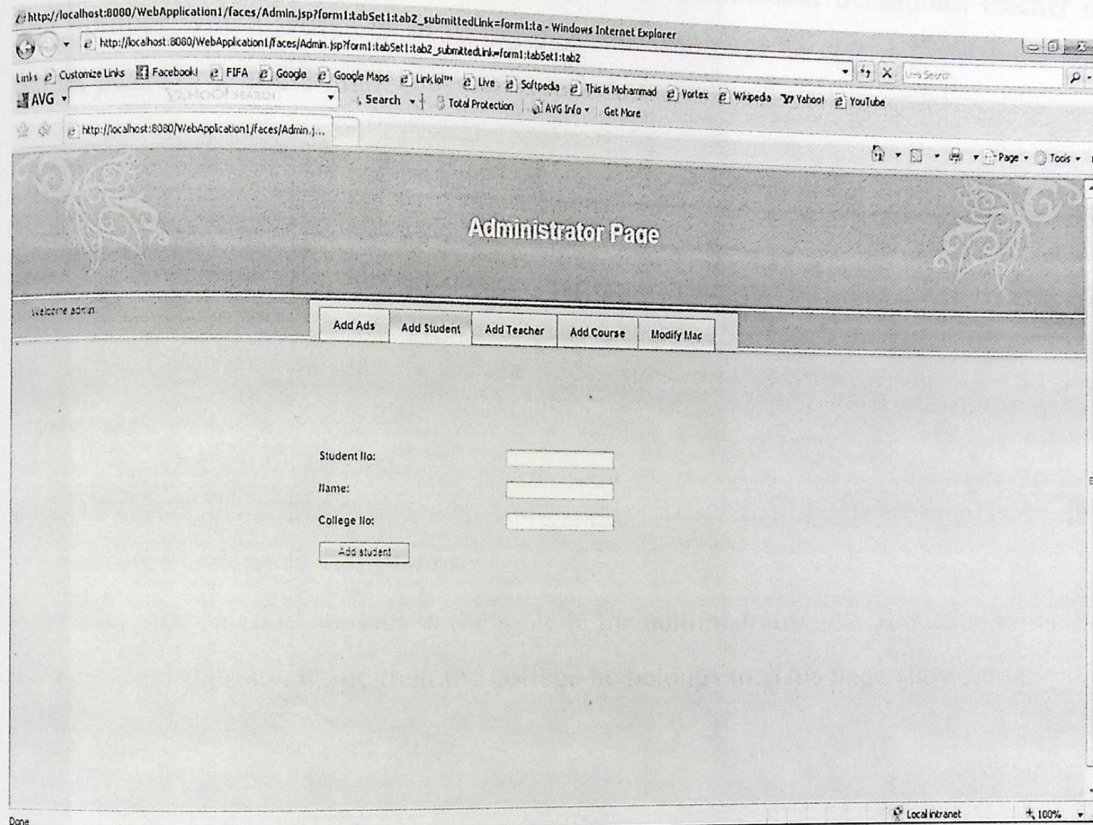 http://localhost:8080/WebApplication1/faces/Admin.jsp?form1:tabSet1:tab2_submittedLink=form1:ta - Windows Internet Explorer
http://localhost:8080/WebApplication1/faces/Admin.jsp?form1:tabSet1:tab2_submittedLink=form1:tabSet1:tab2 Live Search
Links Customize Links Facebook! FIFA Google Google Maps Link lol™ Live Softpedia This is Mohammad Vortex Wikipedia Yahoo! YouTube
AVG Search Total Protection AVG Info Get More
http://localhost:8080/WebApplication1/faces/Admin.j...
Page Tools
Administrator Page
Welcome admin
Add Ads Add Student Add Teacher Add Course Modify Mac
Student No:
Name:
College No:
Add student
Done Local intranet 100%